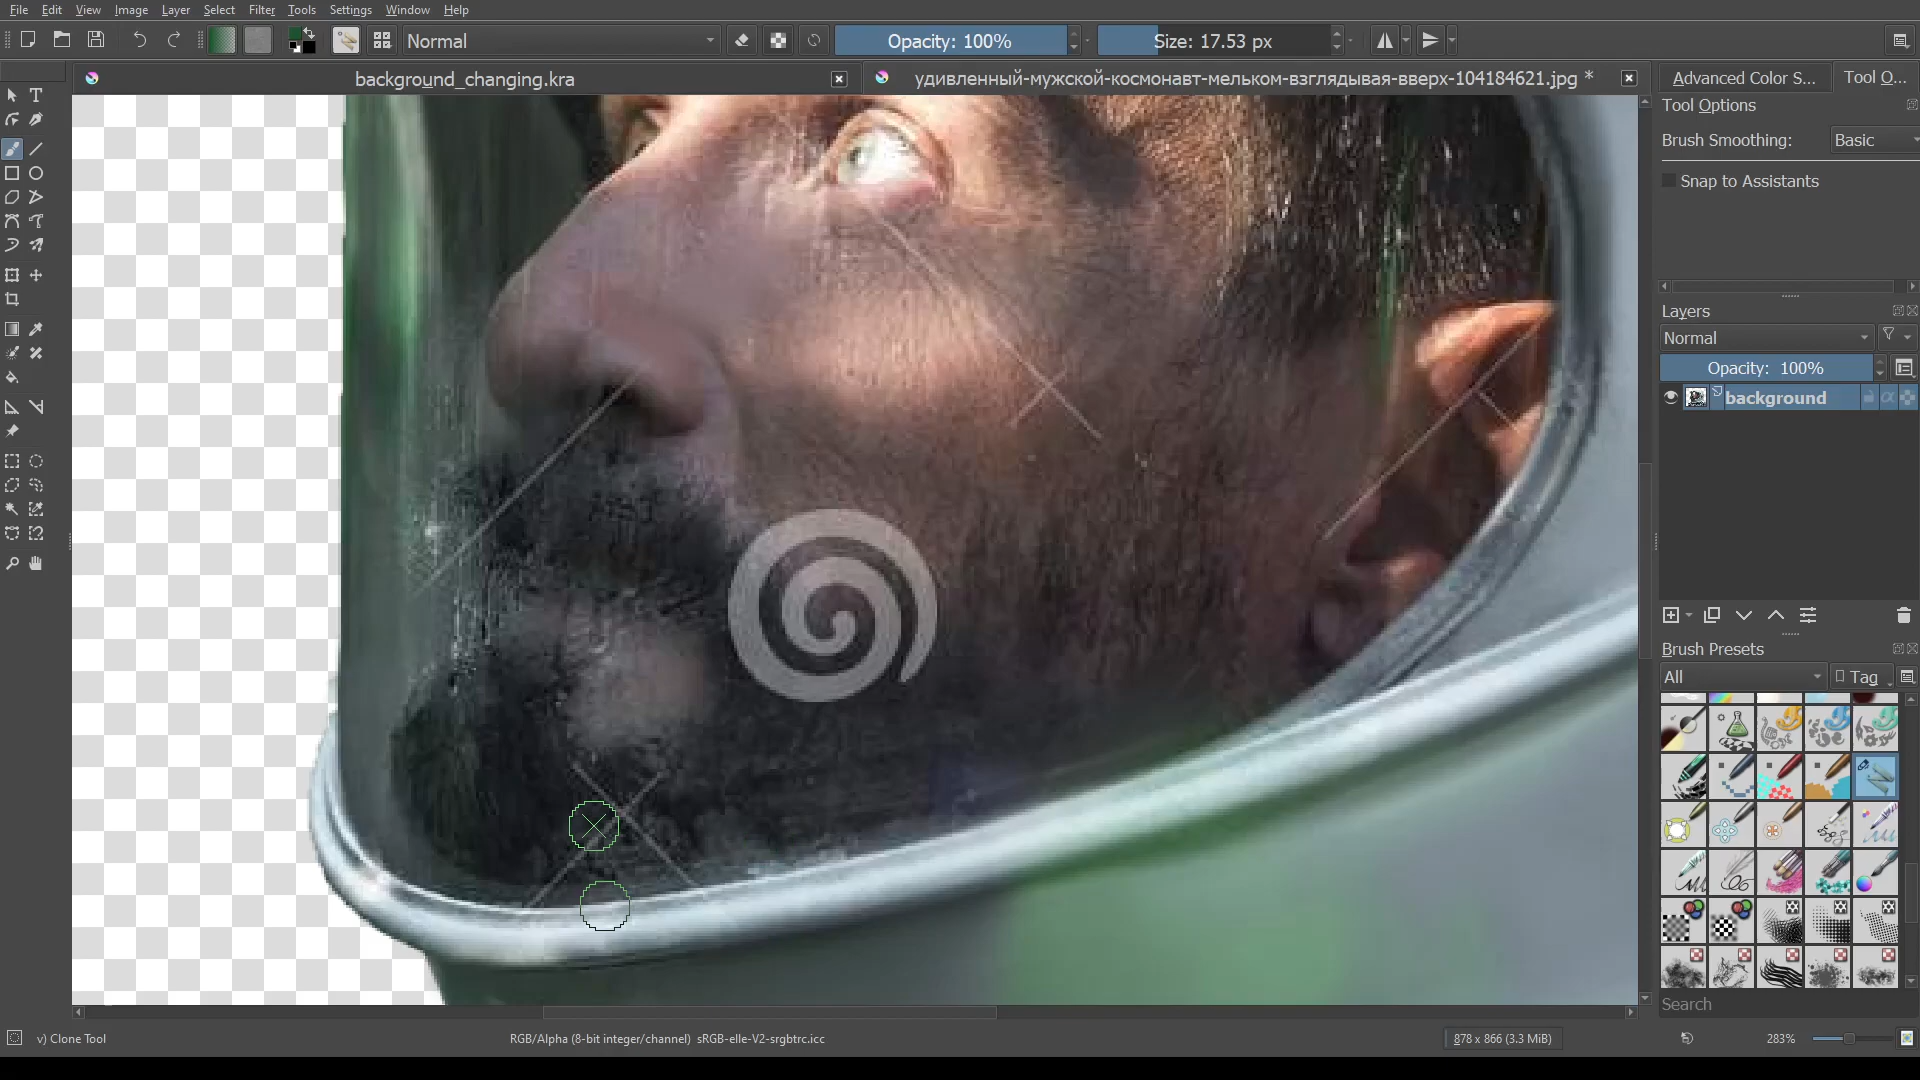 File Edit View Image Layer Select Filter Tools Settings Window Help
Normal Opacity: 100% Size: 17.53 px
background_changing.kra удивленный-мужской-космонавт-мельком-взглядывая-вверх-104184621.jpg * Advanced Color S... Tool O...
Tool Options
Brush Smoothing: Basic
Snap to Assistants
Layers
Normal
Opacity: 100%
background
Brush Presets
All Tag
Search
v) Clone Tool RGB/Alpha (8-bit integer/channel) sRGB-elle-V2-srgbtrc.icc 878 x 866 (3.3 MiB) 283%